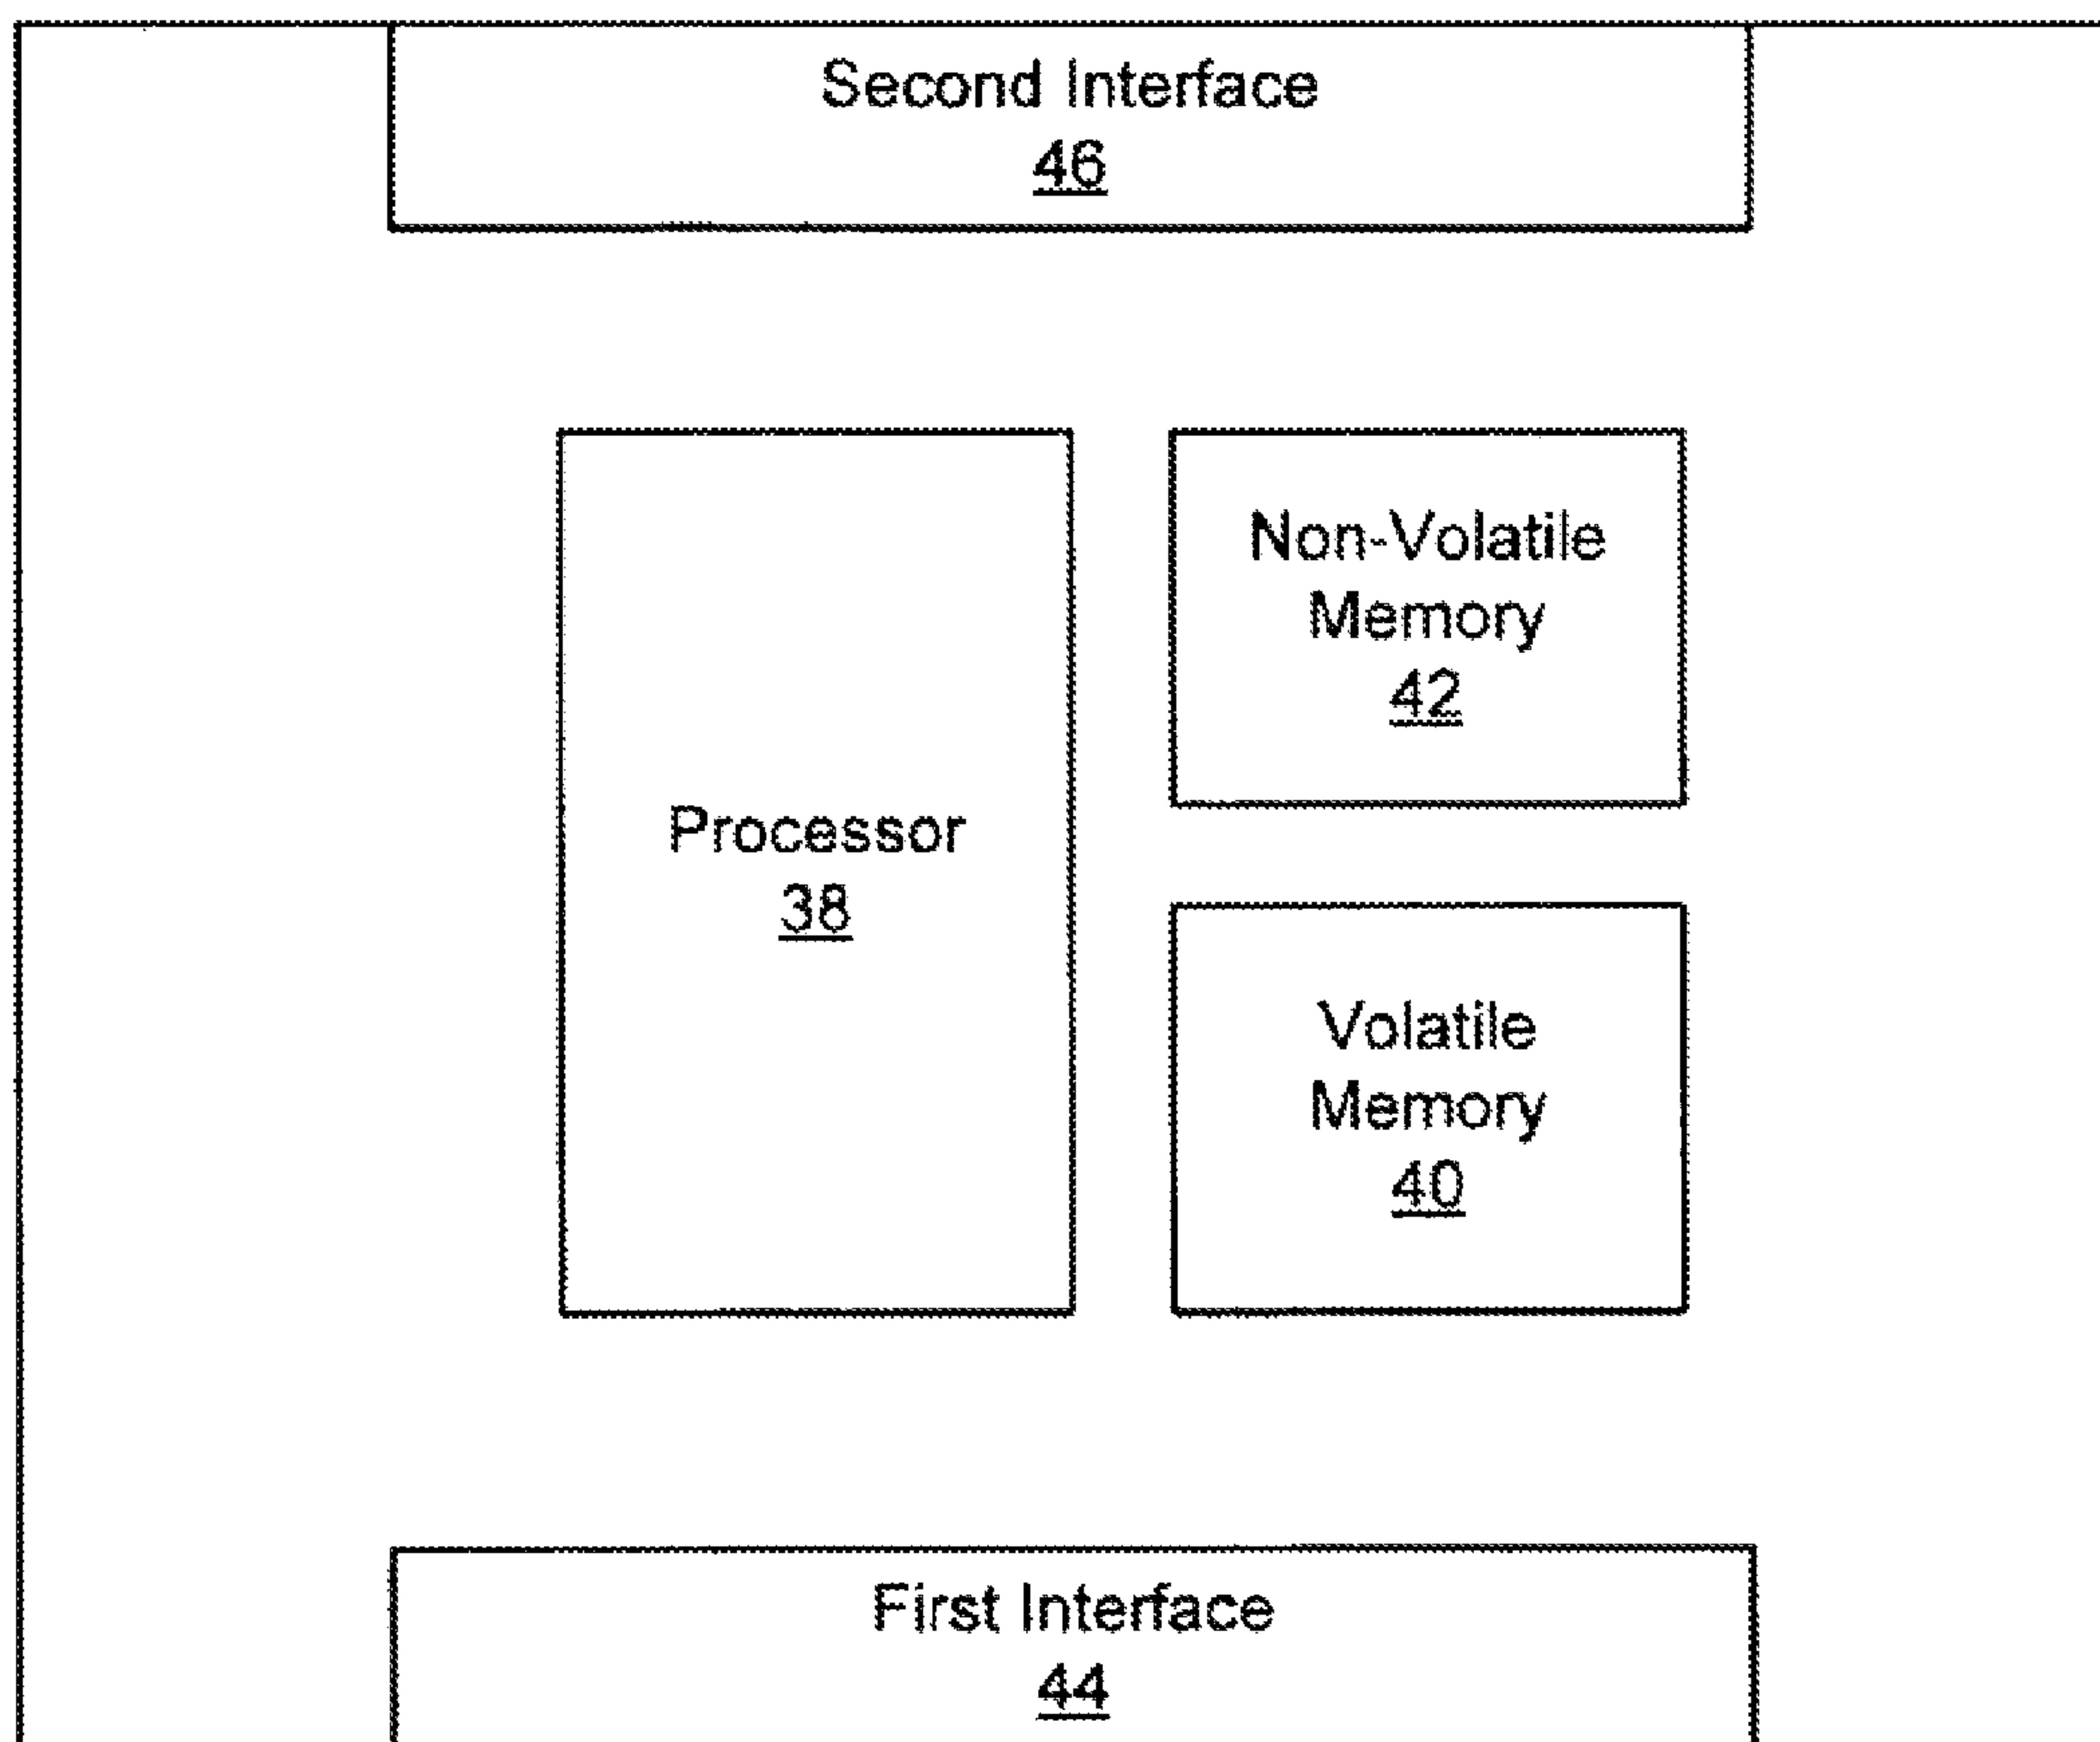 Second Interface
46
Non-Volatile
Memory
42
Processor
38
Volatile
Memory
40
First Interface
44